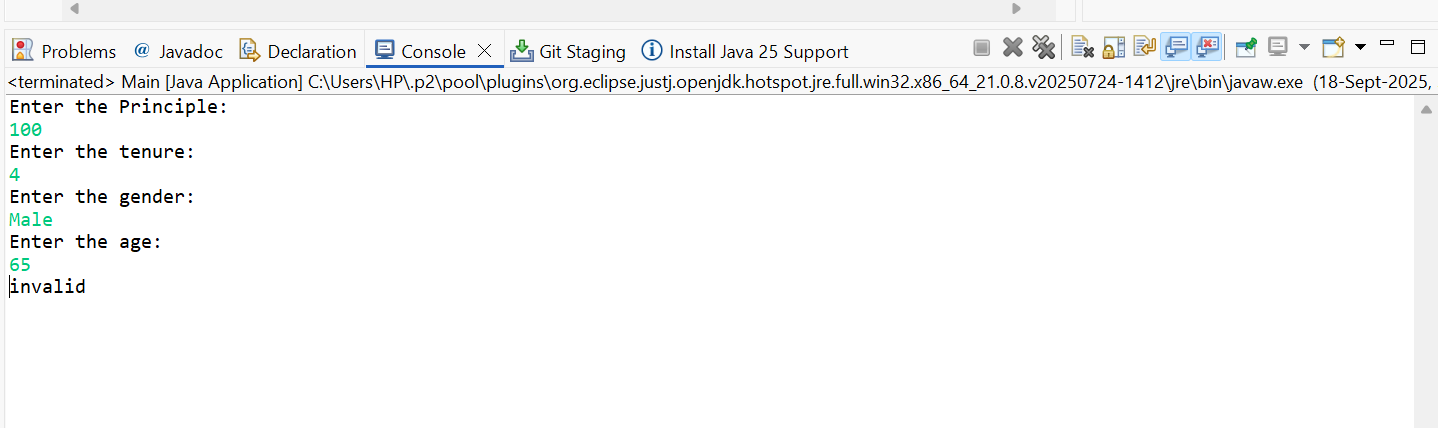 Problems @ Javadoc Declaration Console Git Staging Install Java 25 Support
<terminated> Main [Java Application] C:\Users\HP\.p2\pool\plugins\org.eclipse.justj.openjdk.hotspot.jre.full.win32.x86_64_21.0.8.v20250724-1412\jre\bin\javaw.exe (18-Sept-2025,
Enter the Principle:
100
Enter the tenure:
4
Enter the gender:
Male
Enter the age:
65
invalid